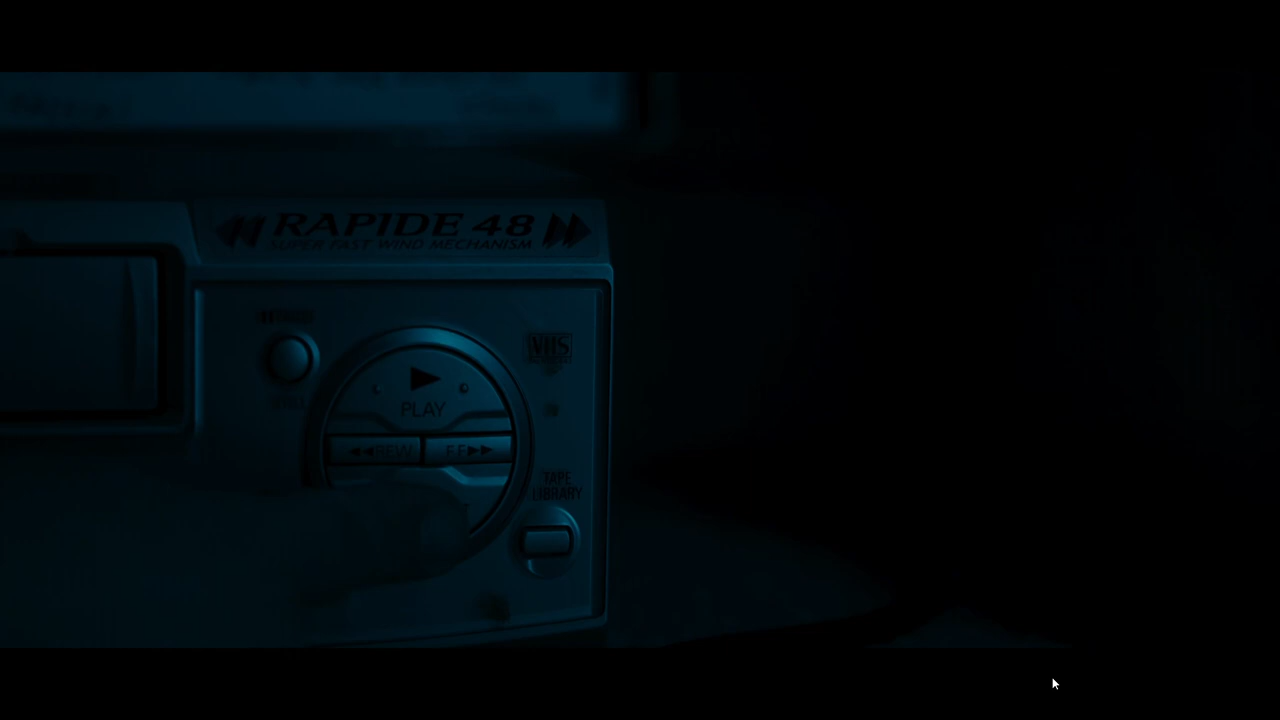 RAPIDE 48
SUPER FAST WIND MECHANISM
VHS
PLAY
◀◀REW
FF▶▶
TAPE
LIBRARY